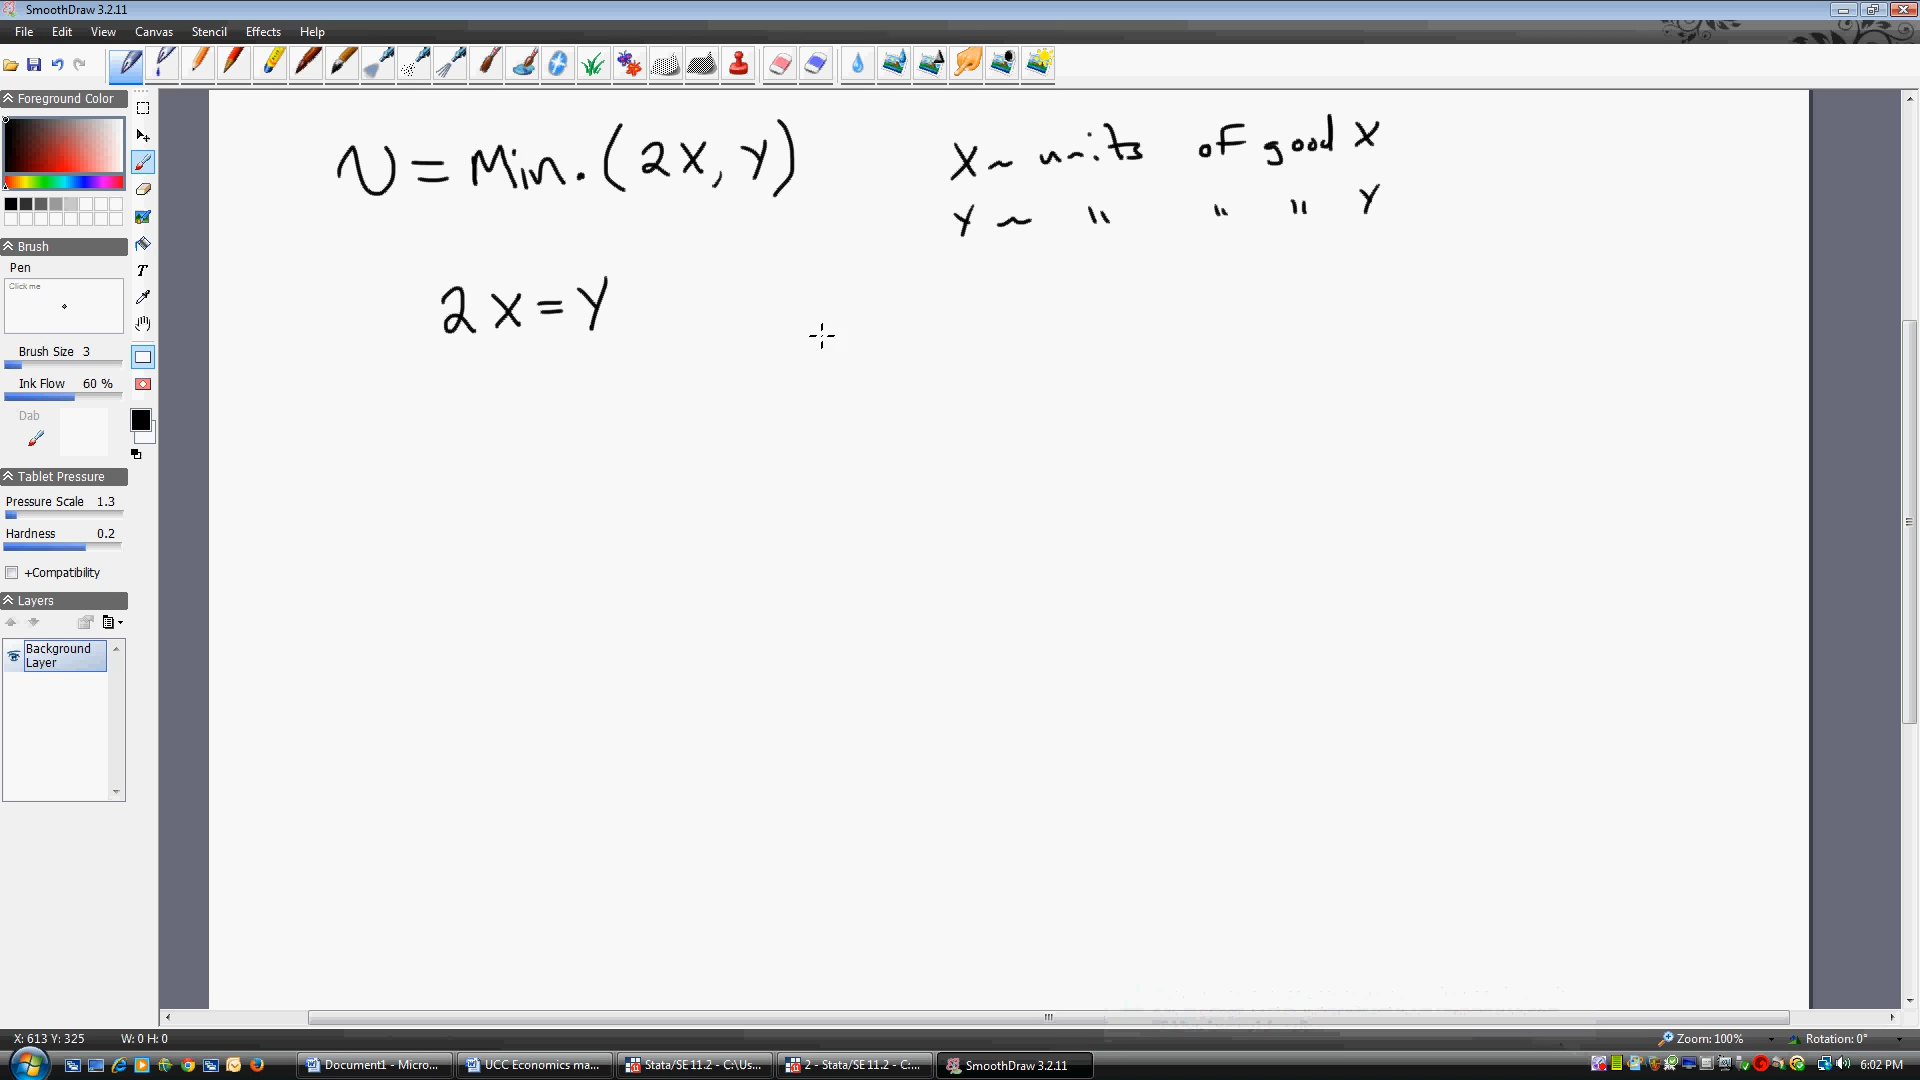 SmoothDraw 3.2.11
File Edit View Canvas Stencil Effects Help
Foreground Color
U = Min. (2X, Y)
X ~ units of good X
Y ~ " " " Y
2X = Y
Brush
Pen
Click me
Brush Size 3
Ink Flow 60 %
Dab
Tablet Pressure
Pressure Scale 1.3
Hardness 0.2
+Compatibility
Layers
Background
Layer
X: 613 Y: 325 W: 0 H: 0
Zoom: 100% Rotation: 0°
Document1 - Micro... UCC Economics ma... Stata/SE 11.2 - C:\Us... 2 - Stata/SE 11.2 - C:... SmoothDraw 3.2.11 6:02 PM